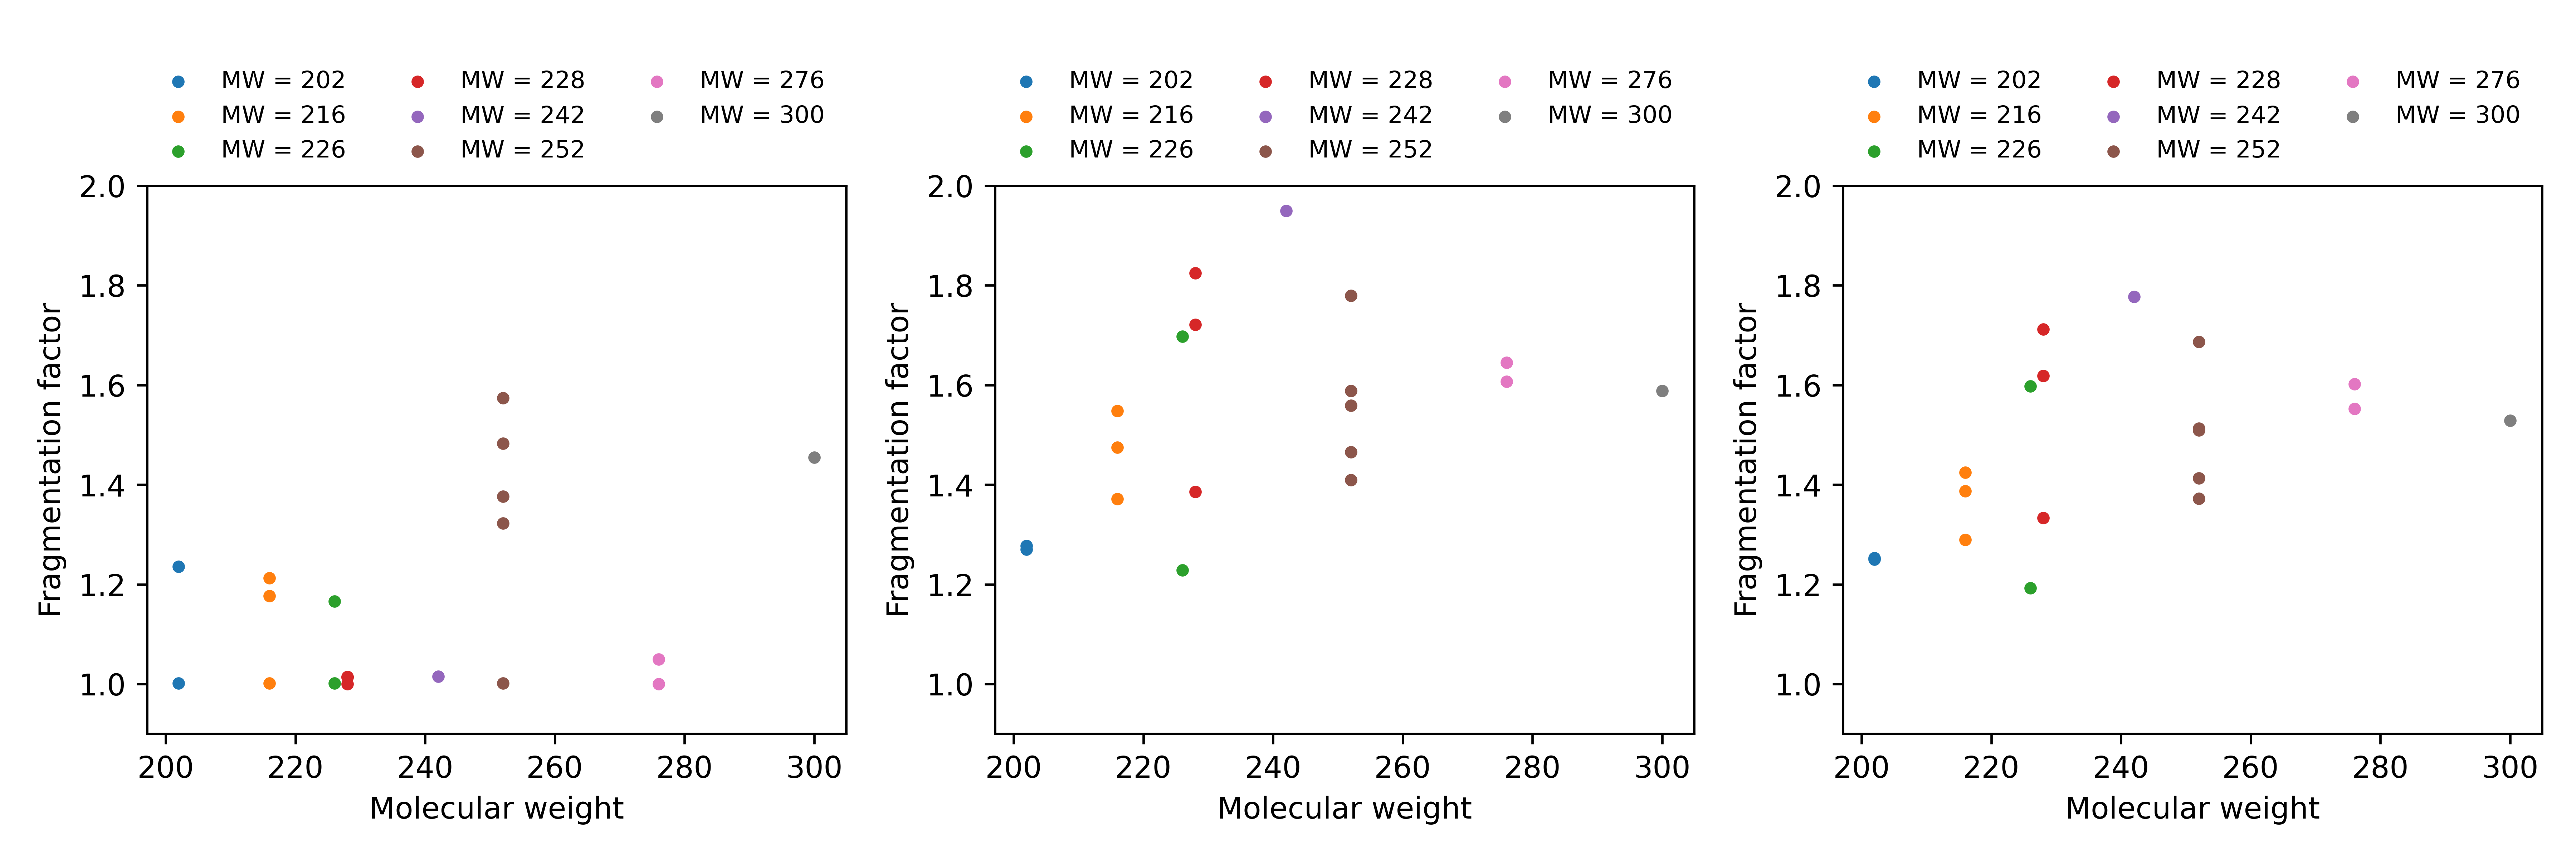 MW = 202 MW = 228 MW = 276 MW = 202 MW = 228 MW = 276 MW = 202 MW = 228 MW = 276
MW = 216 MW = 242 MW = 300 MW = 216 MW = 242 MW = 300 MW = 216 MW = 242 MW = 300
MW = 226 MW = 252 MW = 226 MW = 252 MW = 226 MW = 252
2.0 2.0 2.0
1.8 1.8 1.8
1.6 1.6 1.6
1.4 1.4 1.4
1.2 1.2 1.2
1.0 1.0 1.0
Fragmentation factor Fragmentation factor Fragmentation factor
200 220 240 260 280 300 200 220 240 260 280 300 200 220 240 260 280 300
Molecular weight Molecular weight Molecular weight